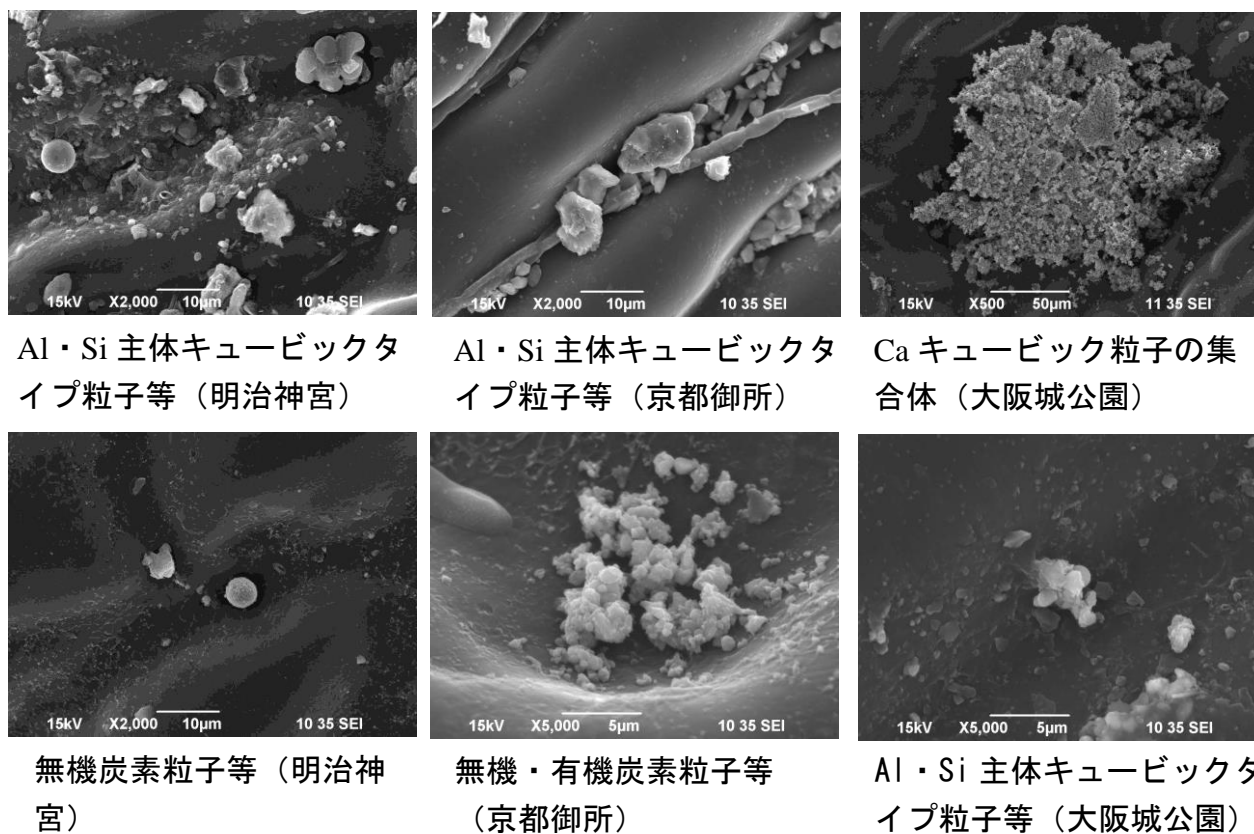 15kV X2,000 10μm 10 35 SEI
15kV X2,000 10μm 10 35 SEI
15kV X500 50μm 11 35 SEI
Al・Si 主体キュービックタ
イプ粒子等（明治神宮）
Al・Si 主体キュービックタ
イプ粒子等（京都御所）
Ca キュービック粒子の集
合体（大阪城公園）
15kV X2,000 10μm 10 35 SEI
15kV X5,000 5μm 10 35 SEI
15kV X5,000 5μm 10 35 SEI
無機炭素粒子等（明治神
宮）
無機・有機炭素粒子等
（京都御所）
Al・Si 主体キュービックタ
イプ粒子等（大阪城公園）